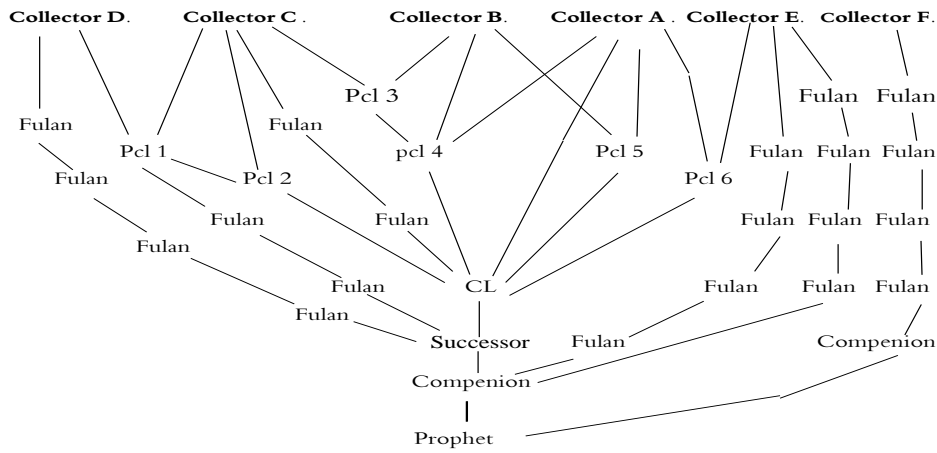 Collector D. Collector C . Collector B. Collector A . Collector E. Collector F.
Pcl 3 Fulan Fulan
Fulan Fulan
Pcl 1 pcl 4 Pcl 5 Fulan Fulan Fulan
Fulan Pcl 2 Pcl 6
Fulan Fulan Fulan Fulan Fulan
Fulan
Fulan CL Fulan Fulan Fulan
Fulan
Successor Fulan Compenion
Compenion
Prophet